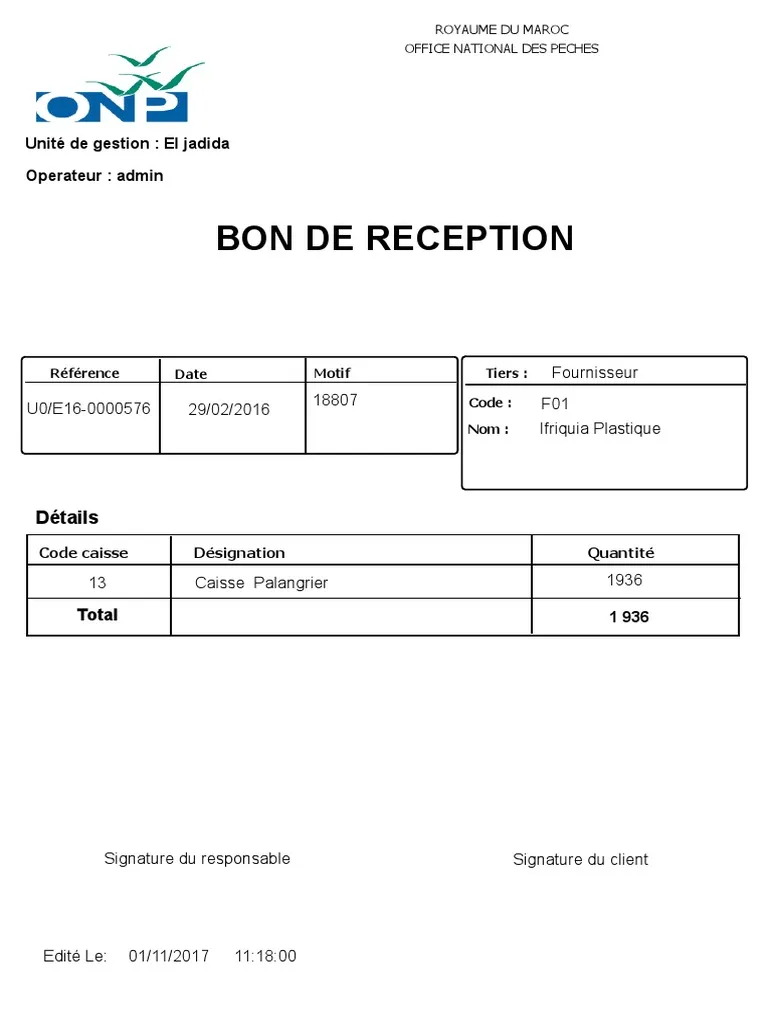 ROYAUME DU MAROC
OFFICE NATIONAL DES PECHES
ONP
Unité de gestion : El jadida
Operateur : admin
BON DE RECEPTION
Référence Date Motif
U0/E16-0000576 29/02/2016 18807
Tiers : Fournisseur
Code : F01
Nom : Ifriquia Plastique
Détails
Code caisse Désignation Quantité
13 Caisse Palangrier 1936
Total 1 936
Signature du responsable Signature du client
Edité Le: 01/11/2017 11:18:00